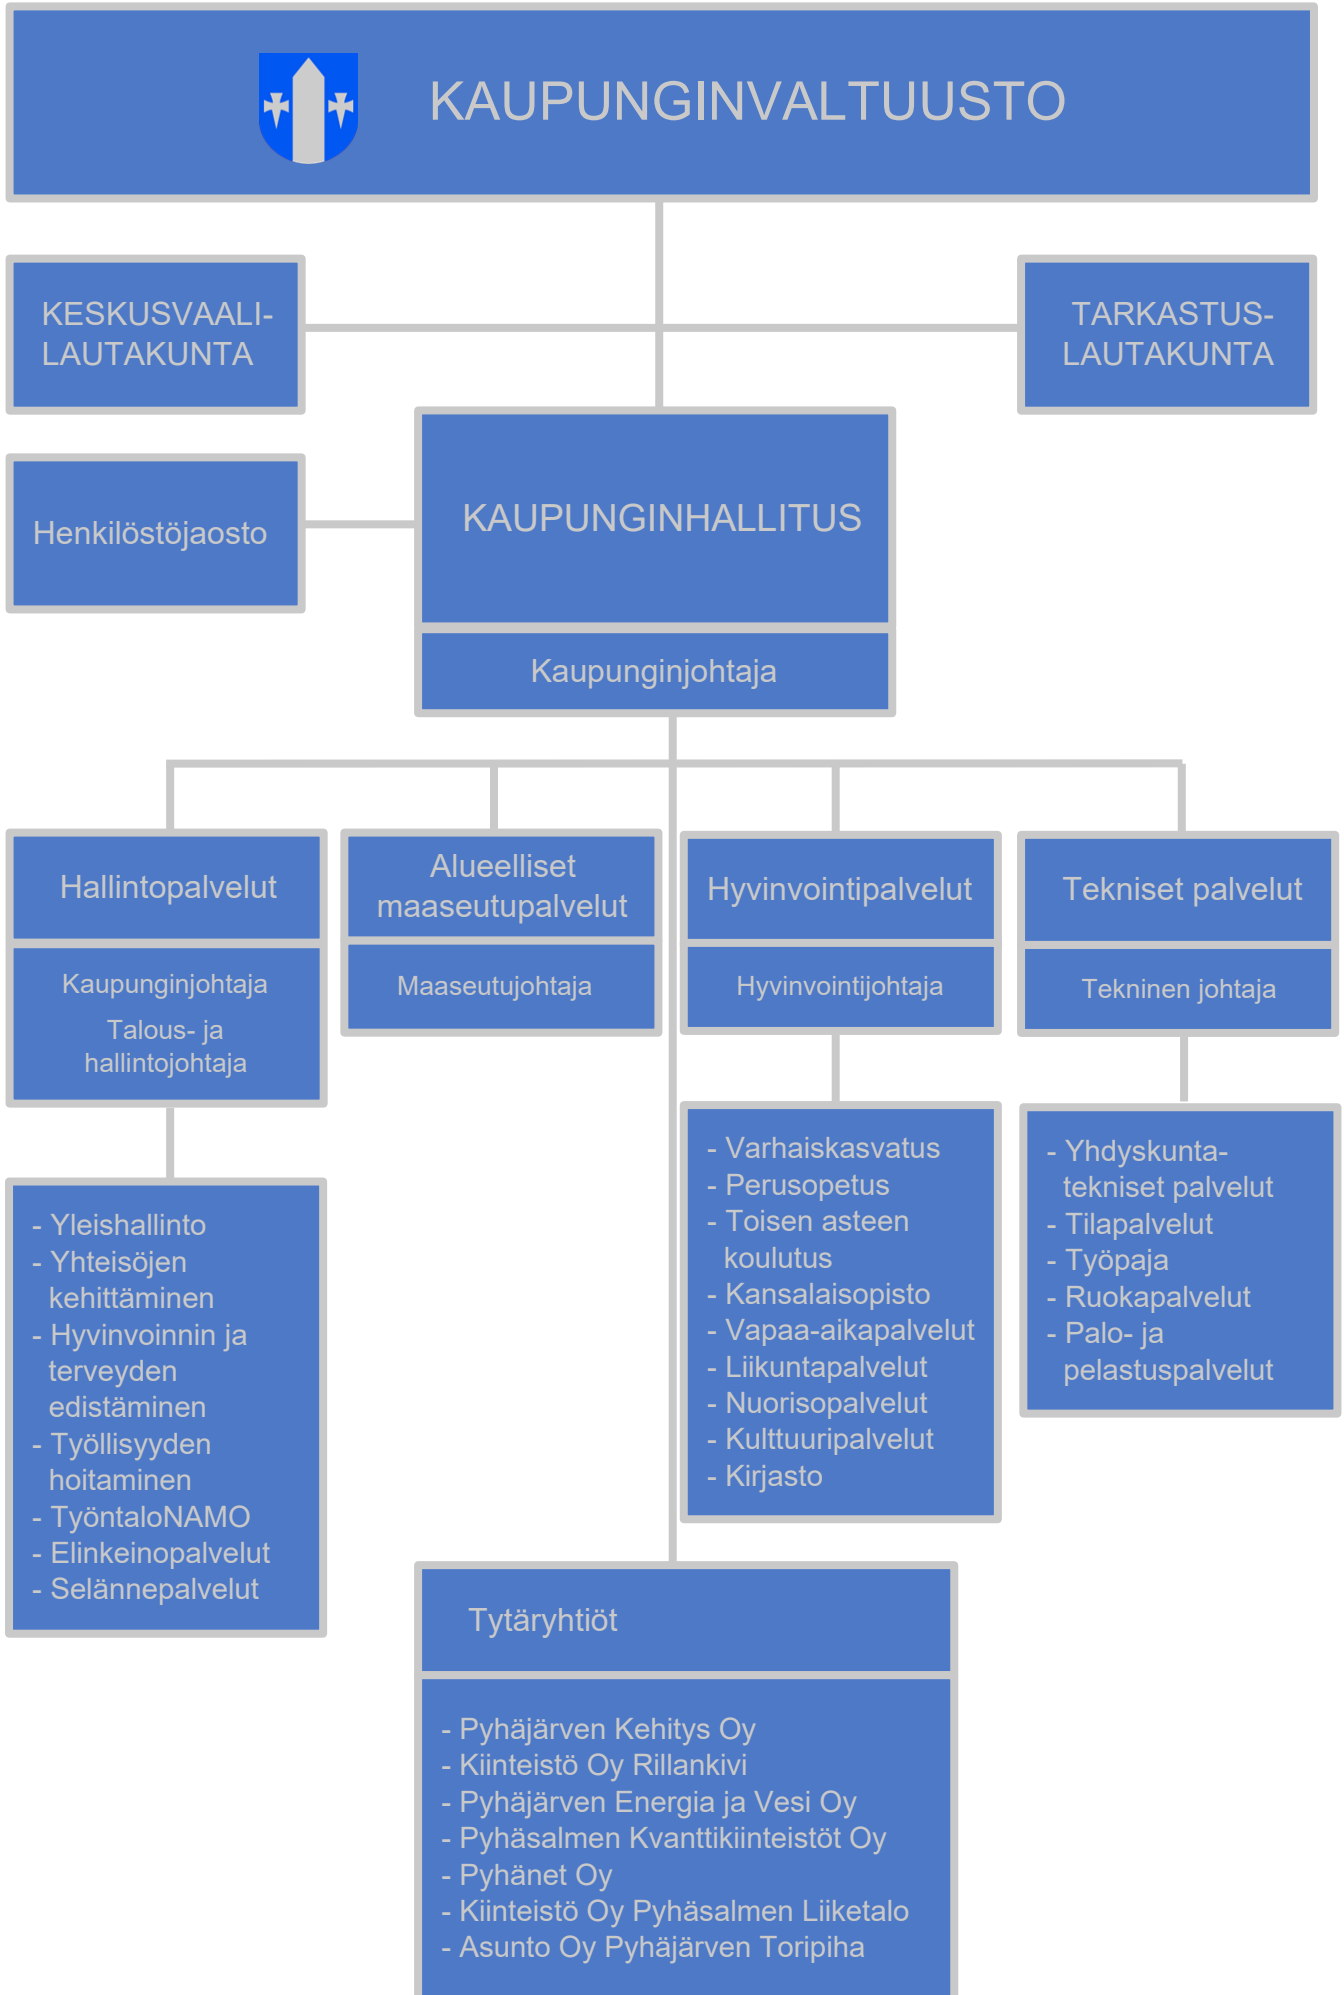 KAUPUNGINVALTUUSTO
KESKUSVAALI-
LAUTAKUNTA
TARKASTUS-
LAUTAKUNTA
Henkilöstöjaosto
KAUPUNGINHALLITUS
Kaupunginjohtaja
Hallintopalvelut
Kaupunginjohtaja
Talous- ja
hallintojohtaja
- Yleishallinto
- Yhteisöjen
kehittäminen
- Hyvinvoinnin ja
terveyden
edistäminen
- Työllisyyden
hoitaminen
- TyöntaloNAMO
- Elinkeinopalvelut
- Selännepalvelut
Alueelliset
maaseutupalvelut
Maaseutujohtaja
Hyvinvointipalvelut
Hyvinvointijohtaja
- Varhaiskasvatus
- Perusopetus
- Toisen asteen
koulutus
- Kansalaisopisto
- Vapaa-aikapalvelut
- Liikuntapalvelut
- Nuorisopalvelut
- Kulttuuripalvelut
- Kirjasto
Tekniset palvelut
Tekninen johtaja
- Yhdyskunta-
tekniset palvelut
- Tilapalvelut
- Työpaja
- Ruokapalvelut
- Palo- ja
pelastuspalvelut
Tytäryhtiöt
- Pyhäjärven Kehitys Oy
- Kiinteistö Oy Rillankivi
- Pyhäjärven Energia ja Vesi Oy
- Pyhäsalmen Kvanttikiinteistöt Oy
- Pyhänet Oy
- Kiinteistö Oy Pyhäsalmen Liiketalo
- Asunto Oy Pyhäjärven Toripiha